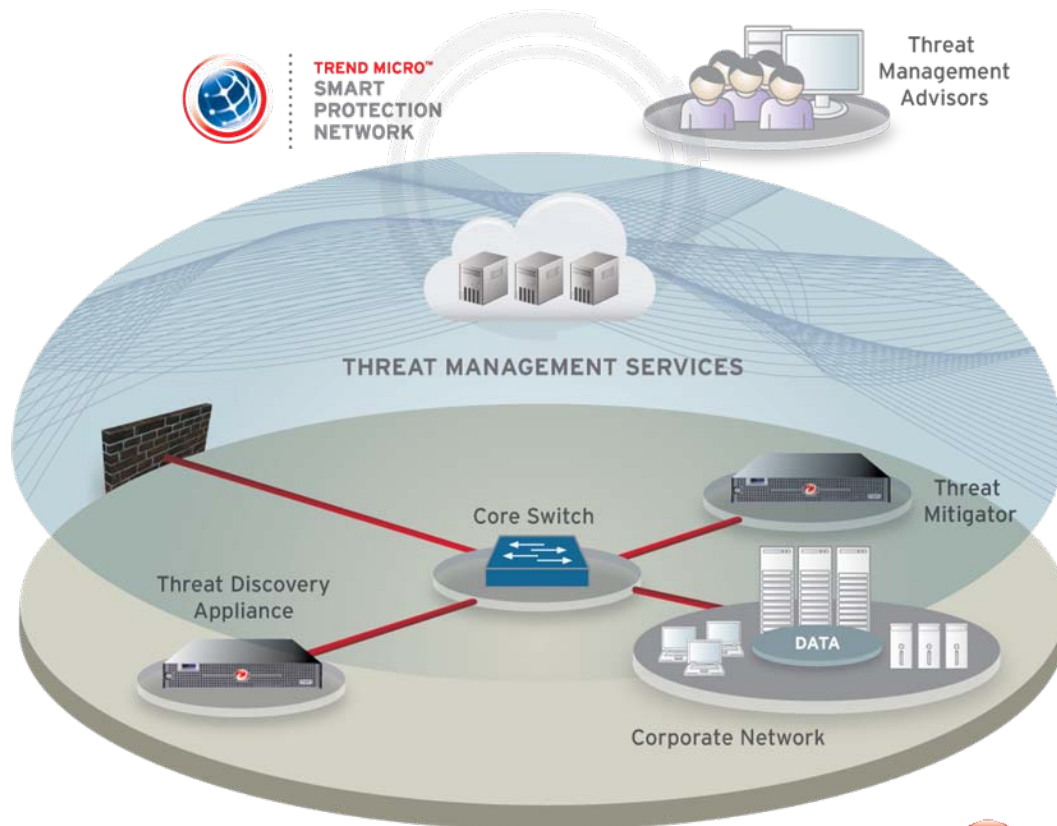 TREND MICRO™
SMART
PROTECTION
NETWORK
Threat
Management
Advisors
THREAT MANAGEMENT SERVICES
Core Switch
Threat
Mitigator
Threat Discovery
Appliance
DATA
Corporate Network